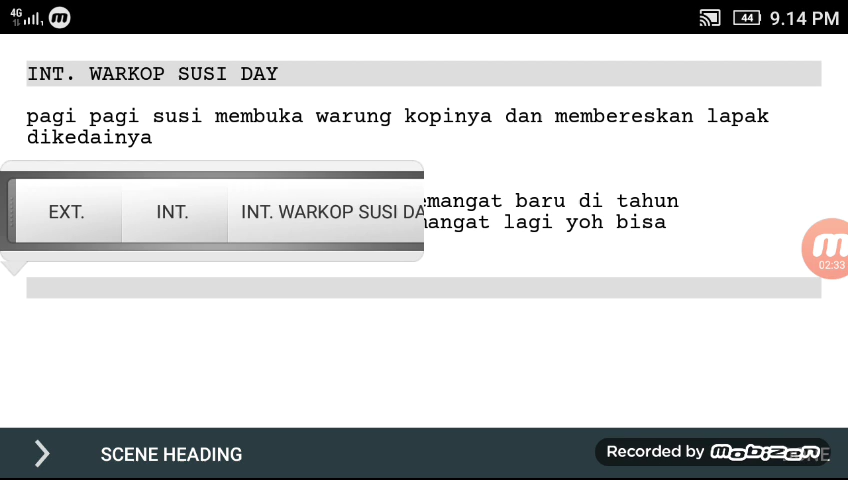 4G
44 9.14 PM
INT. WARKOP SUSI DAY
pagi pagi susi membuka warung kopinya dan membereskan lapak
dikedainya
EXT. INT. INT. WARKOP SUSI DA
emangat baru di tahun
mangat lagi yoh bisa
02:33
SCENE HEADING
Recorded by mobizen